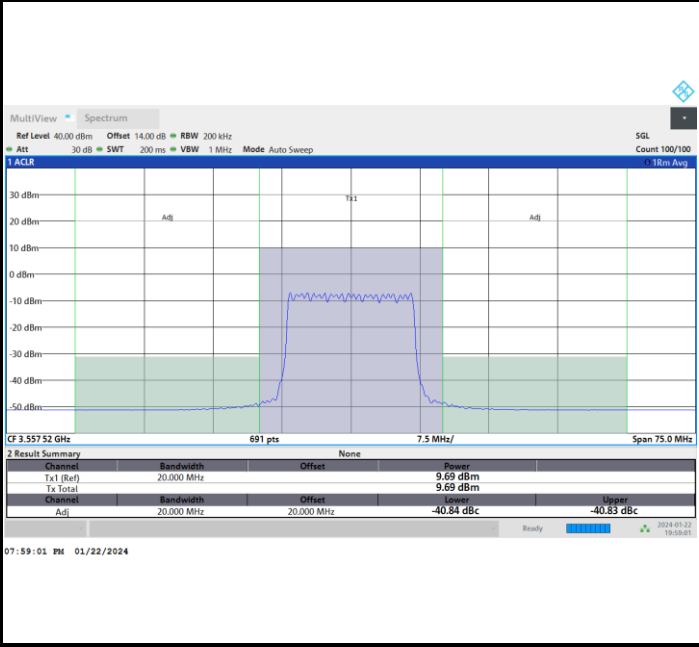 MultiView Spectrum
Ref Level 40.00 dBm Offset 14.00 dB RBW 200 kHz SGL
Att 30 dB SWT 200 ms VBW 1 MHz Mode Auto Sweep Count 100/100
1 ACLR 1Rm Avg
30 dBm
Tx1
20 dBm
Adj Adj
10 dBm
0 dBm
-10 dBm
-20 dBm
-30 dBm
-40 dBm
-50 dBm
CF 3.557 52 GHz 691 pts 7.5 MHz/ Span 75.0 MHz
2 Result Summary None
Channel Bandwidth Offset Power
Tx1 (Ref) 20.000 MHz 9.69 dBm
Tx Total 9.69 dBm
Channel Bandwidth Offset Lower Upper
Adj 20.000 MHz 20.000 MHz -40.84 dBc -40.83 dBc
Ready 2024-01-22
19:59:01
07:59:01 PM 01/22/2024